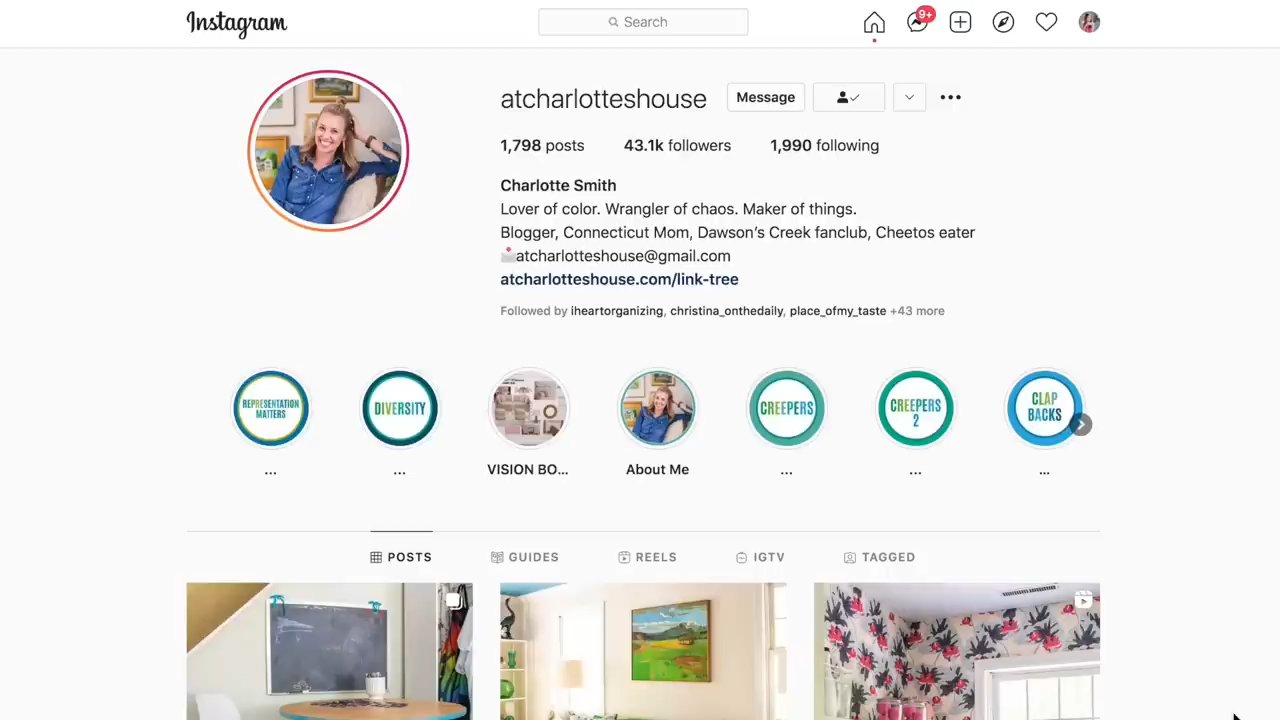 Instagram
Search
9+
atcharlotteshouse
Message
1,798 posts 43.1k followers 1,990 following
Charlotte Smith
Lover of color. Wrangler of chaos. Maker of things.
Blogger, Connecticut Mom, Dawson’s Creek fanclub, Cheetos eater
atcharlotteshouse@gmail.com
atcharlotteshouse.com/link-tree
Followed by iheartorganizing, christina_onthedaily, place_ofmy_taste +43 more
REPRESENTATION
MATTERS
DIVERSITY
CREEPERS
CREEPERS
2
CLAP
BACKS
... ... VISION BO... About Me ... ... ...
POSTS GUIDES REELS IGTV TAGGED